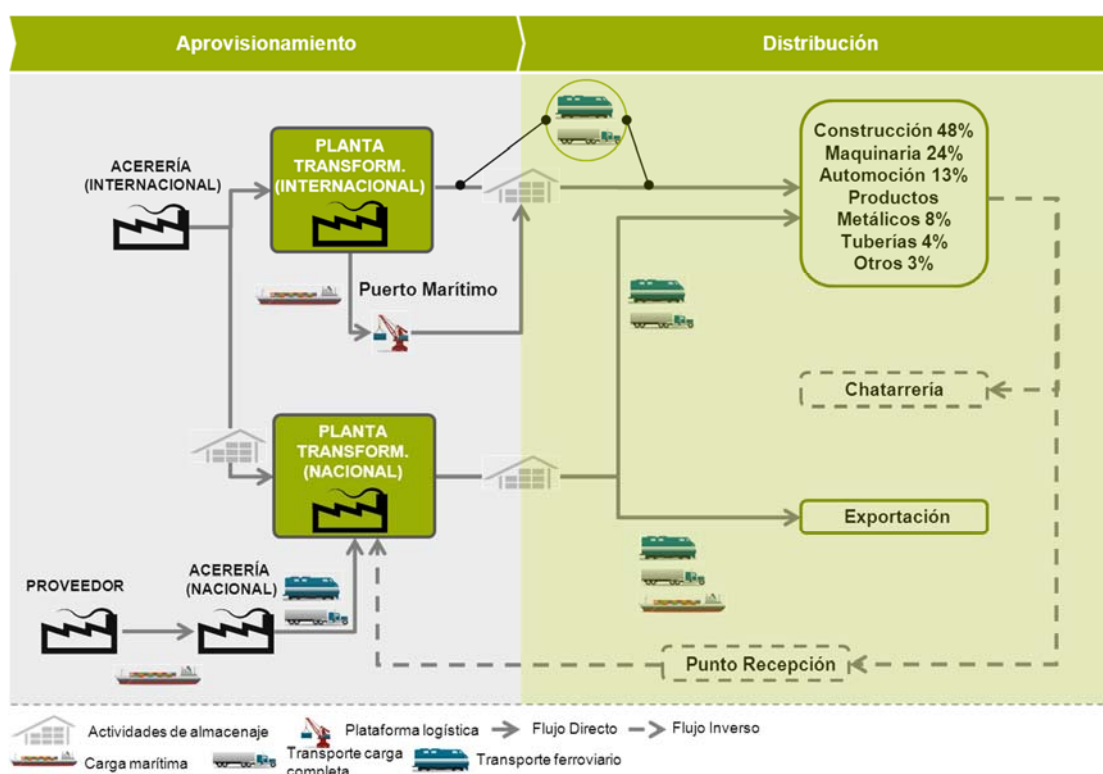 Aprovisionamiento
Distribución
ACERERÍA
(INTERNACIONAL)
PLANTA
TRANSFORM.
(INTERNACIONAL)
Puerto Marítimo
Construcción 48%
Maquinaria 24%
Automoción 13%
Productos
Metálicos 8%
Tuberías 4%
Otros 3%
Chatarrería
PLANTA
TRANSFORM.
(NACIONAL)
Exportación
PROVEEDOR
ACERERÍA
(NACIONAL)
Punto Recepción
Actividades de almacenaje
Plataforma logística
Flujo Directo
Flujo Inverso
Carga marítima
Transporte carga
completa
Transporte ferroviario